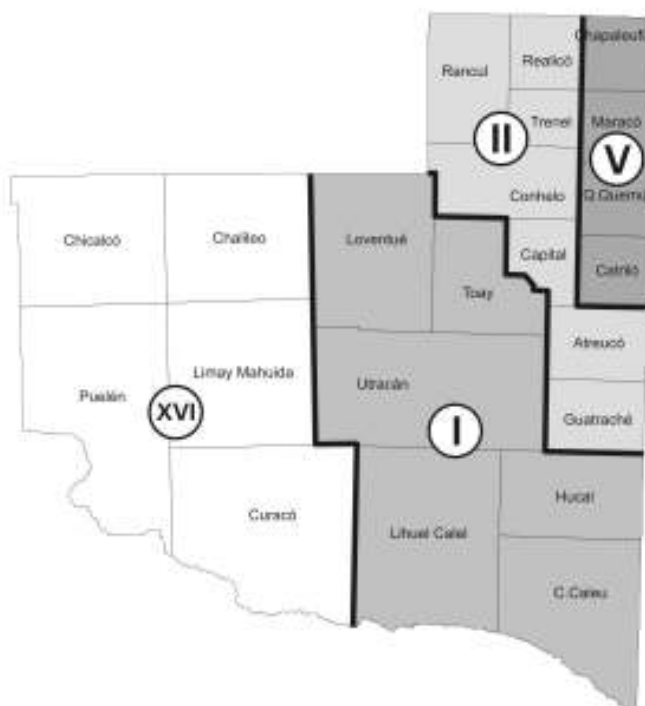 Chapaleufú
Realicó
Rancul
Trenel
Maracó
II
V
Conhelo
Q.Quemú
Chicalcó
Chalileo
Loventué
Capital
Catriló
Toay
Atreucó
Limay Mahuida
Utracán
Puelén
XVI
Guatraché
I
Hucal
Curacó
Lihuel Calel
C.Caleu